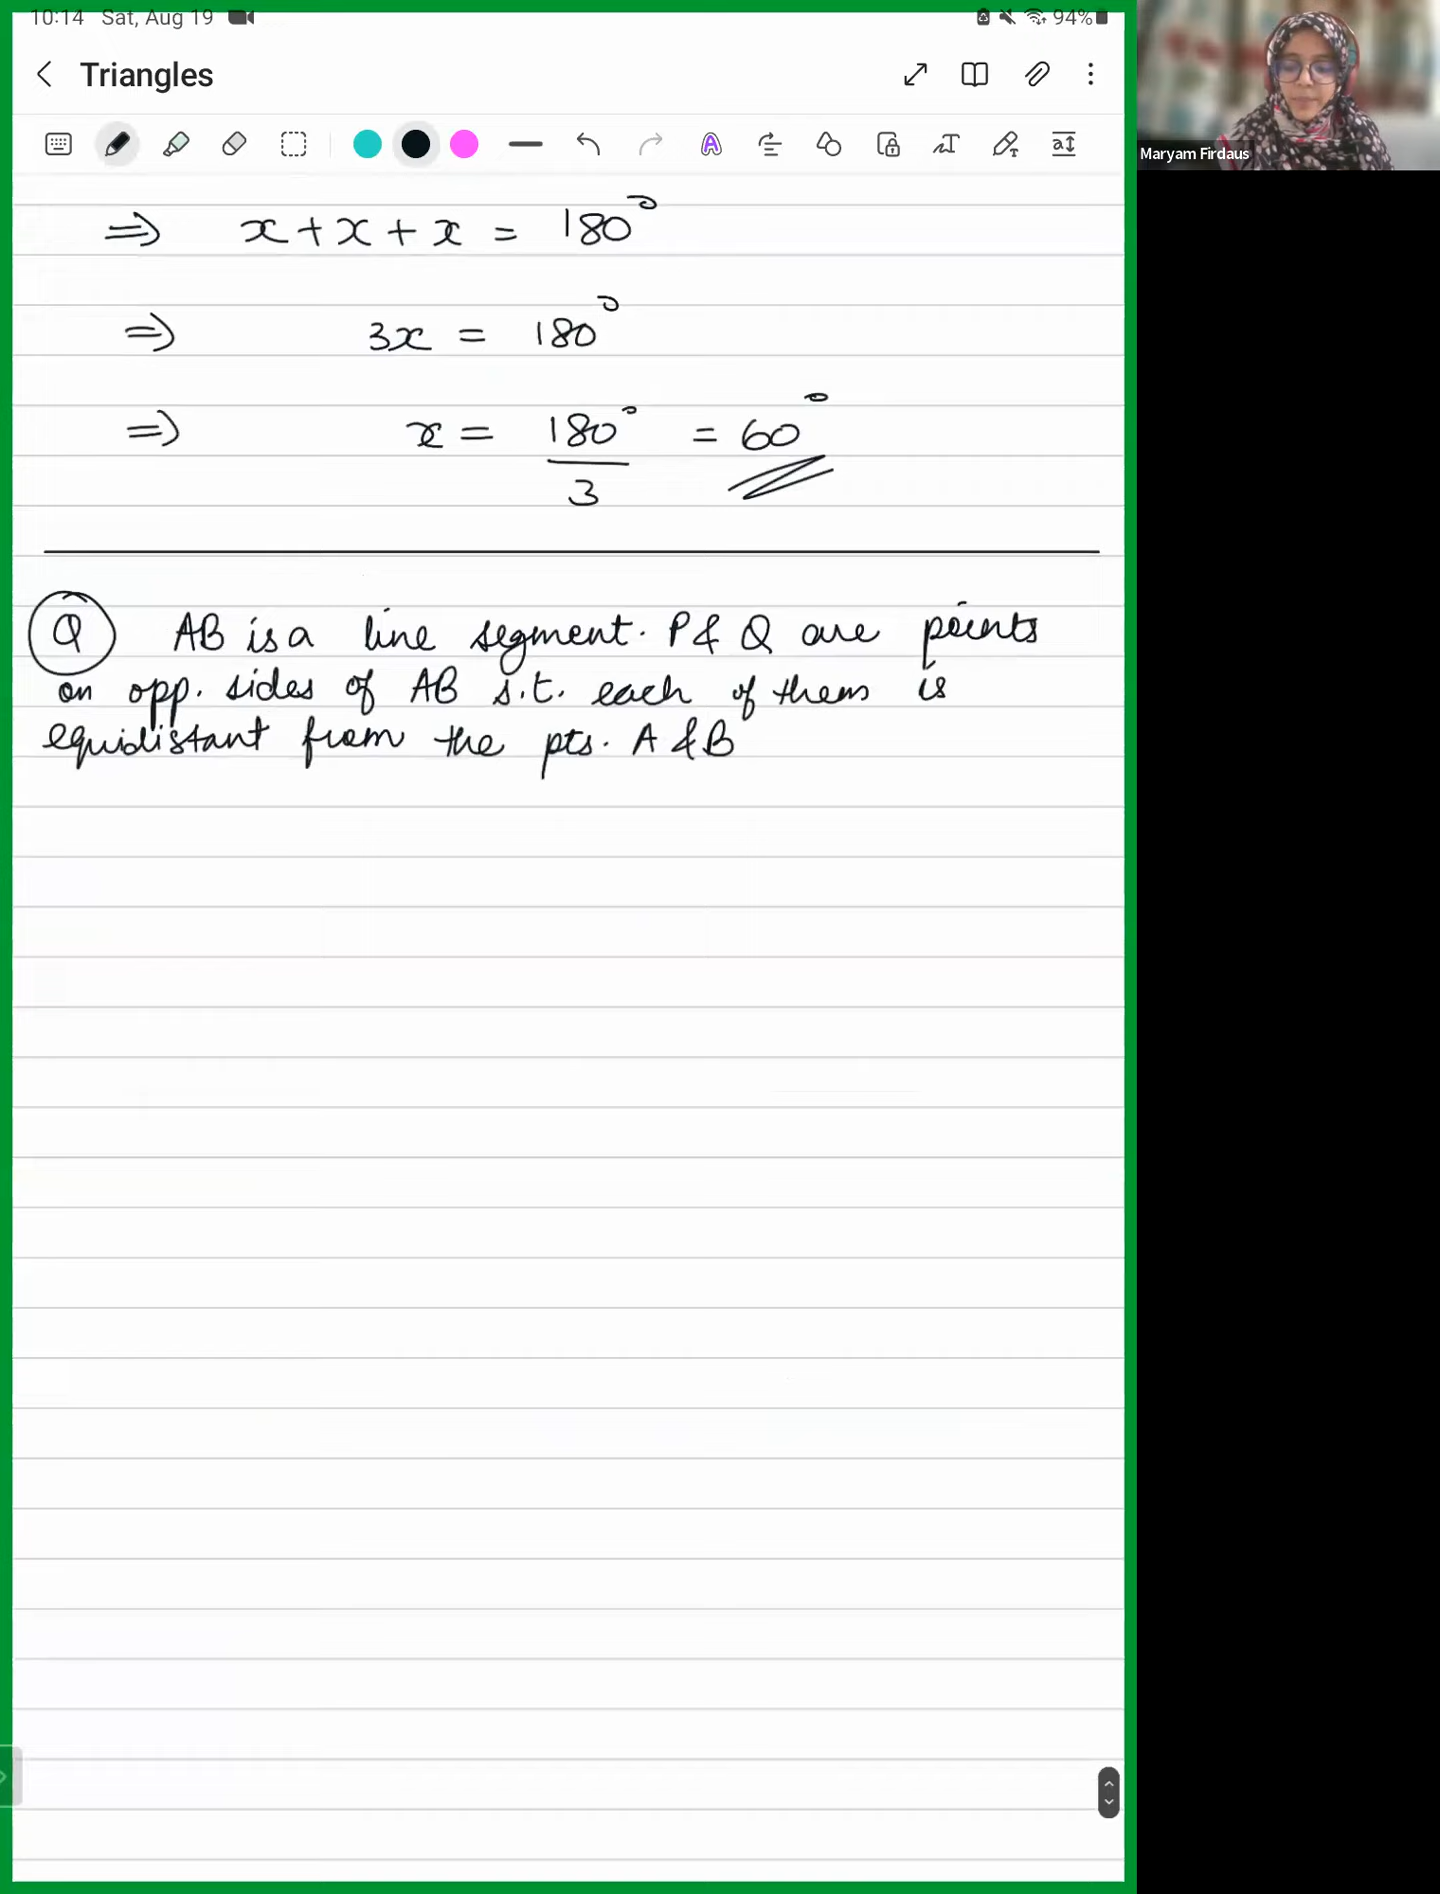 10:14 Sat, Aug 19 94%
Triangles
Maryam Firdaus
⇒ x + x + x = 180°
⇒ 3x = 180°
⇒ x = 180°/3 = 60°
Q AB is a line segment. P & Q are points
on opp. sides of AB s.t. each of them is
equidistant from the pts. A & B